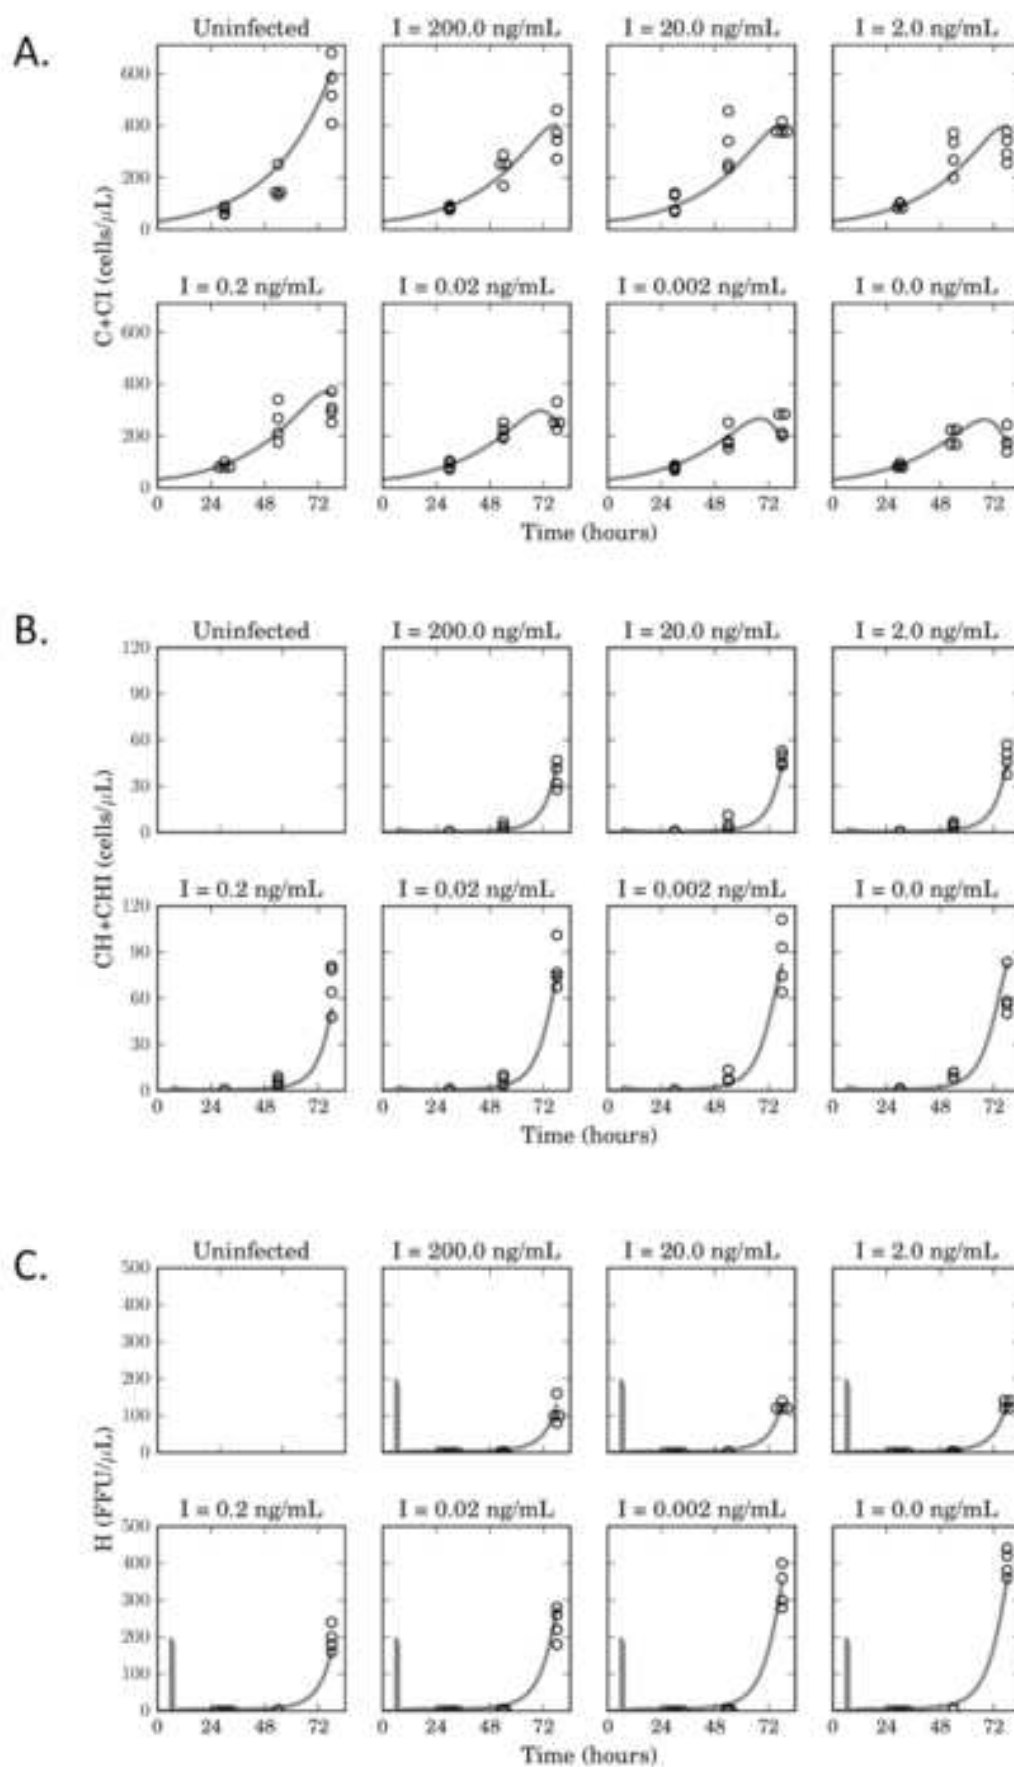 A.
Uninfected I = 200.0 ng/mL I = 20.0 ng/mL I = 2.0 ng/mL
600
400
200
0
C+CI (cells/μL)
I = 0.2 ng/mL I = 0.02 ng/mL I = 0.002 ng/mL I = 0.0 ng/mL
600
400
200
0
0 24 48 72 0 24 48 72 0 24 48 72 0 24 48 72
Time (hours)
B.
Uninfected I = 200.0 ng/mL I = 20.0 ng/mL I = 2.0 ng/mL
120
90
60
30
0
CH+CHI (cells/μL)
I = 0.2 ng/mL I = 0.02 ng/mL I = 0.002 ng/mL I = 0.0 ng/mL
120
90
60
30
0
0 24 48 72 0 24 48 72 0 24 48 72 0 24 48 72
Time (hours)
C.
Uninfected I = 200.0 ng/mL I = 20.0 ng/mL I = 2.0 ng/mL
500
400
300
200
100
0
H (FFU/μL)
I = 0.2 ng/mL I = 0.02 ng/mL I = 0.002 ng/mL I = 0.0 ng/mL
500
400
300
200
100
0
0 24 48 72 0 24 48 72 0 24 48 72 0 24 48 72
Time (hours)